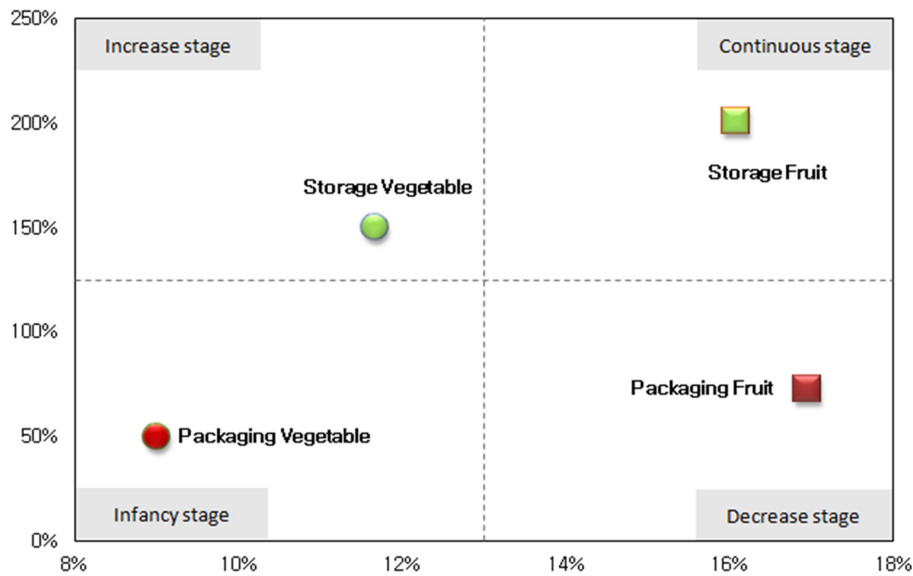 250%
Increase stage
Continuous stage
200%
Storage Fruit
Storage Vegetable
150%
100%
Packaging Fruit
50%
Packaging Vegetable
Infancy stage
Decrease stage
0%
8%
10%
12%
14%
16%
18%